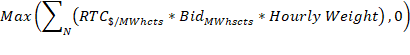 Max(∑_N(RTC_$/MWhcts * Bid_MWhscts * Hourly Weight), 0)